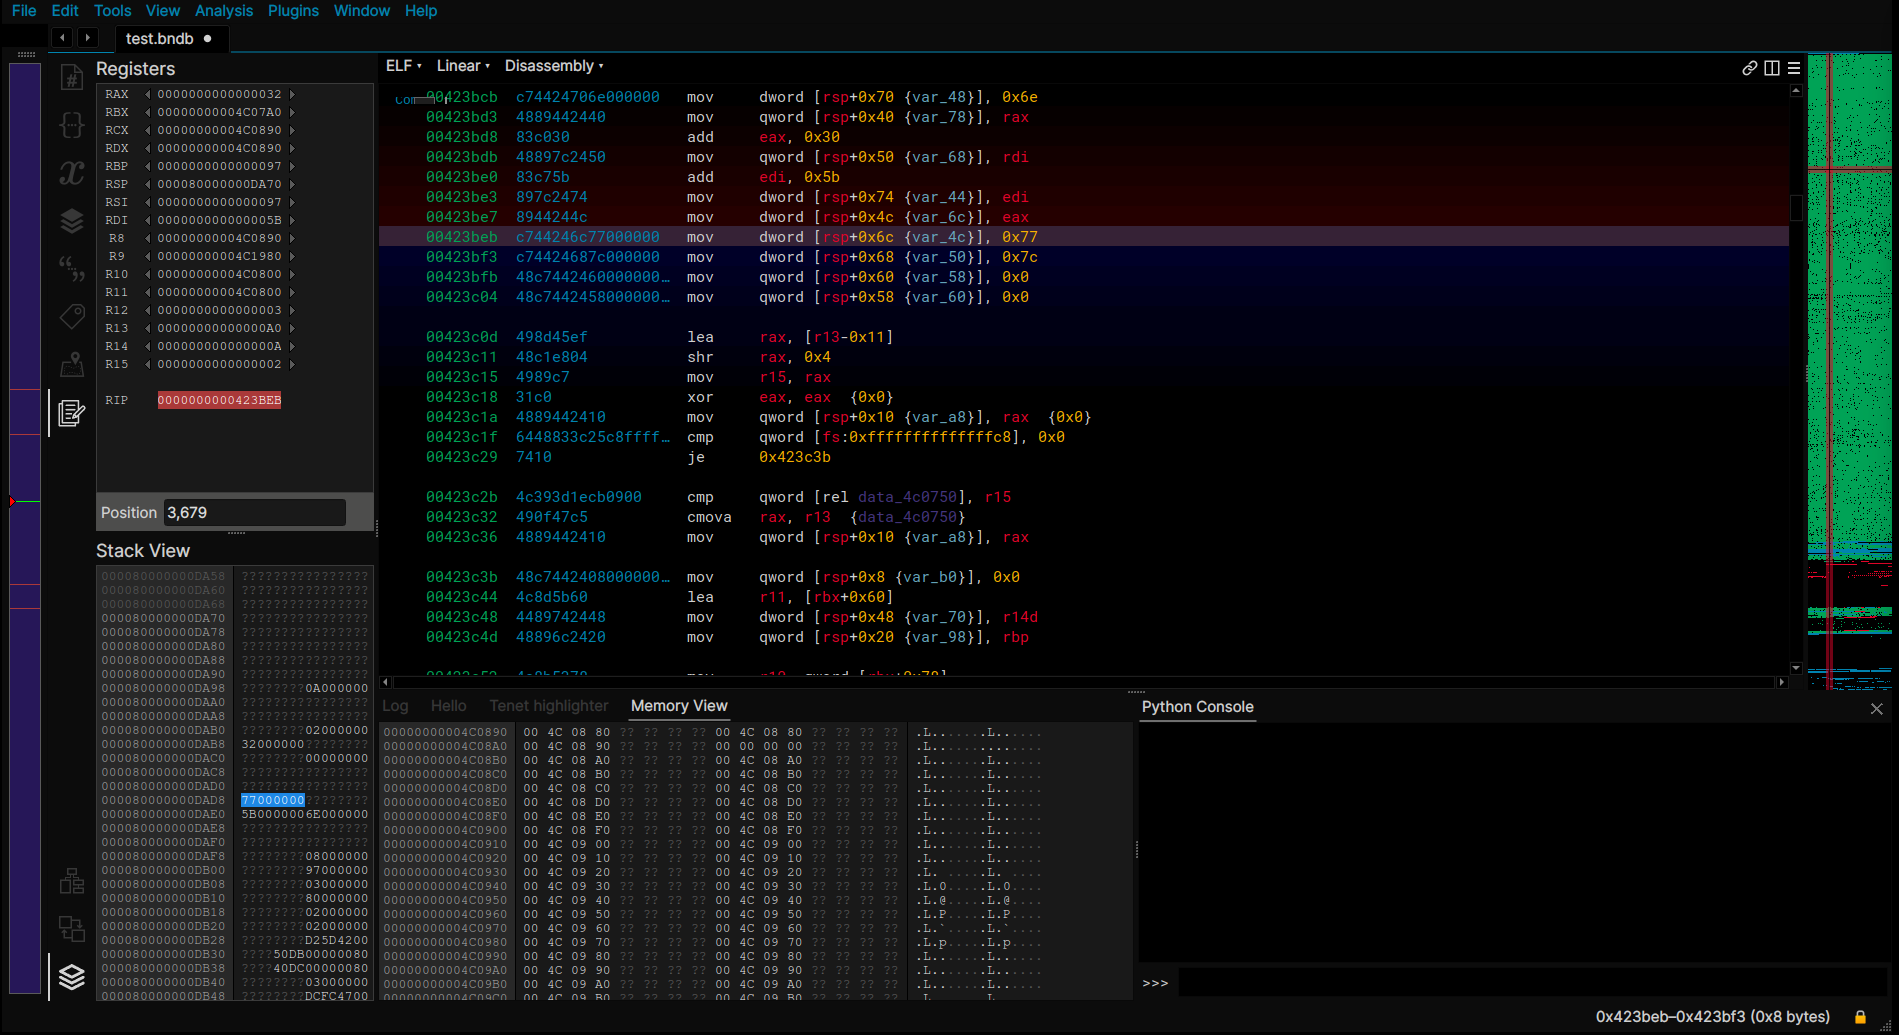 File Edit Tools View Analysis Plugins Window Help
test.bndb ●
Registers
RAX 0000000000000032
RBX 00000000004C07A0
RCX 00000000004C0890
RDX 00000000004C0890
RBP 0000000000000097
RSP 000080000000DA70
RSI 0000000000000097
RDI 000000000000005B
R8 00000000004C0890
R9 00000000004C1980
R10 00000000004C0800
R11 00000000004C0800
R12 0000000000000003
R13 00000000000000A0
R14 000000000000000A
R15 0000000000000002
RIP 0000000000423BEB
Position 3,679
Stack View
000080000000DA58 ????????????????
000080000000DA60 ????????????????
000080000000DA68 ????????????????
000080000000DA70 ????????????????
000080000000DA78 ????????????????
000080000000DA80 ????????????????
000080000000DA88 ????????????????
000080000000DA90 ????????????????
000080000000DA98 ????????0A000000
000080000000DAA0 ????????????????
000080000000DAA8 ????????????????
000080000000DAB0 ????????02000000
000080000000DAB8 32000000????????
000080000000DAC0 ????????00000000
000080000000DAC8 ????????????????
000080000000DAD0 ????????????????
000080000000DAD8 77000000????????
000080000000DAE0 5B0000006E000000
000080000000DAE8 ????????????????
000080000000DAF0 ????????????????
000080000000DAF8 ????????08000000
000080000000DB00 ????????97000000
000080000000DB08 ????????03000000
000080000000DB10 ????????80000000
000080000000DB18 ????????02000000
000080000000DB20 ????????02000000
000080000000DB28 ????????D25D4200
000080000000DB30 ????50DB00000080
000080000000DB38 ????40DC00000080
000080000000DB40 ????????03000000
000080000000DB48 ????????DCFC4700
ELF Linear Disassembly
00423bcb c74424706e000000 mov dword [rsp+0x70 {var_48}], 0x6e
00423bd3 4889442440 mov qword [rsp+0x40 {var_78}], rax
00423bd8 83c030 add eax, 0x30
00423bdb 48897c2450 mov qword [rsp+0x50 {var_68}], rdi
00423be0 83c75b add edi, 0x5b
00423be3 897c2474 mov dword [rsp+0x74 {var_44}], edi
00423be7 8944244c mov dword [rsp+0x4c {var_6c}], eax
00423beb c744246c77000000 mov dword [rsp+0x6c {var_4c}], 0x77
00423bf3 c74424687c000000 mov dword [rsp+0x68 {var_50}], 0x7c
00423bfb 48c7442460000000… mov qword [rsp+0x60 {var_58}], 0x0
00423c04 48c7442458000000… mov qword [rsp+0x58 {var_60}], 0x0
00423c0d 498d45ef lea rax, [r13-0x11]
00423c11 48c1e804 shr rax, 0x4
00423c15 4989c7 mov r15, rax
00423c18 31c0 xor eax, eax {0x0}
00423c1a 4889442410 mov qword [rsp+0x10 {var_a8}], rax {0x0}
00423c1f 6448833c25c8ffff… cmp qword [fs:0xffffffffffffffc8], 0x0
00423c29 7410 je 0x423c3b
00423c2b 4c393d1ecb0900 cmp qword [rel data_4c0750], r15
00423c32 490f47c5 cmova rax, r13 {data_4c0750}
00423c36 4889442410 mov qword [rsp+0x10 {var_a8}], rax
00423c3b 48c7442408000000… mov qword [rsp+0x8 {var_b0}], 0x0
00423c44 4c8d5b60 lea r11, [rbx+0x60]
00423c48 4489742448 mov dword [rsp+0x48 {var_70}], r14d
00423c4d 48896c2420 mov qword [rsp+0x20 {var_98}], rbp
Log Hello Tenet highlighter Memory View
00000000004C0890 00 4C 08 80 ?? ?? ?? ?? 00 4C 08 80 ?? ?? ?? ?? .L......L......
00000000004C08A0 00 4C 08 90 ?? ?? ?? ?? 00 00 00 00 ?? ?? ?? ??
00000000004C08B0 00 4C 08 A0 ?? ?? ?? ?? 00 4C 08 A0 ?? ?? ?? ??
00000000004C08C0 00 4C 08 B0 ?? ?? ?? ?? 00 4C 08 B0 ?? ?? ?? ??
00000000004C08D0 00 4C 08 C0 ?? ?? ?? ?? 00 4C 08 C0 ?? ?? ?? ??
00000000004C08E0 00 4C 08 D0 ?? ?? ?? ?? 00 4C 08 D0 ?? ?? ?? ??
00000000004C08F0 00 4C 08 E0 ?? ?? ?? ?? 00 4C 08 E0 ?? ?? ?? ??
00000000004C0900 00 4C 08 F0 ?? ?? ?? ?? 00 4C 08 F0 ?? ?? ?? ??
00000000004C0910 00 4C 09 00 ?? ?? ?? ?? 00 4C 09 00 ?? ?? ?? ??
00000000004C0920 00 4C 09 10 ?? ?? ?? ?? 00 4C 09 10 ?? ?? ?? ??
00000000004C0930 00 4C 09 20 ?? ?? ?? ?? 00 4C 09 20 ?? ?? ?? ??
00000000004C0940 00 4C 09 30 ?? ?? ?? ?? 00 4C 09 30 ?? ?? ?? ??
00000000004C0950 00 4C 09 40 ?? ?? ?? ?? 00 4C 09 40 ?? ?? ?? ??
00000000004C0960 00 4C 09 50 ?? ?? ?? ?? 00 4C 09 50 ?? ?? ?? ??
00000000004C0970 00 4C 09 60 ?? ?? ?? ?? 00 4C 09 60 ?? ?? ?? ??
00000000004C0980 00 4C 09 70 ?? ?? ?? ?? 00 4C 09 70 ?? ?? ?? ??
00000000004C0990 00 4C 09 80 ?? ?? ?? ?? 00 4C 09 80 ?? ?? ?? ??
00000000004C09A0 00 4C 09 90 ?? ?? ?? ?? 00 4C 09 90 ?? ?? ?? ??
00000000004C09B0 00 4C 09 A0 ?? ?? ?? ?? 00 4C 09 A0 ?? ?? ?? ??
00000000004C09C0 00 4C 09 B0 ?? ?? ?? ?? 00 4C 09 B0 ?? ?? ?? ??
Python Console
>>>
0x423beb–0x423bf3 (0x8 bytes)